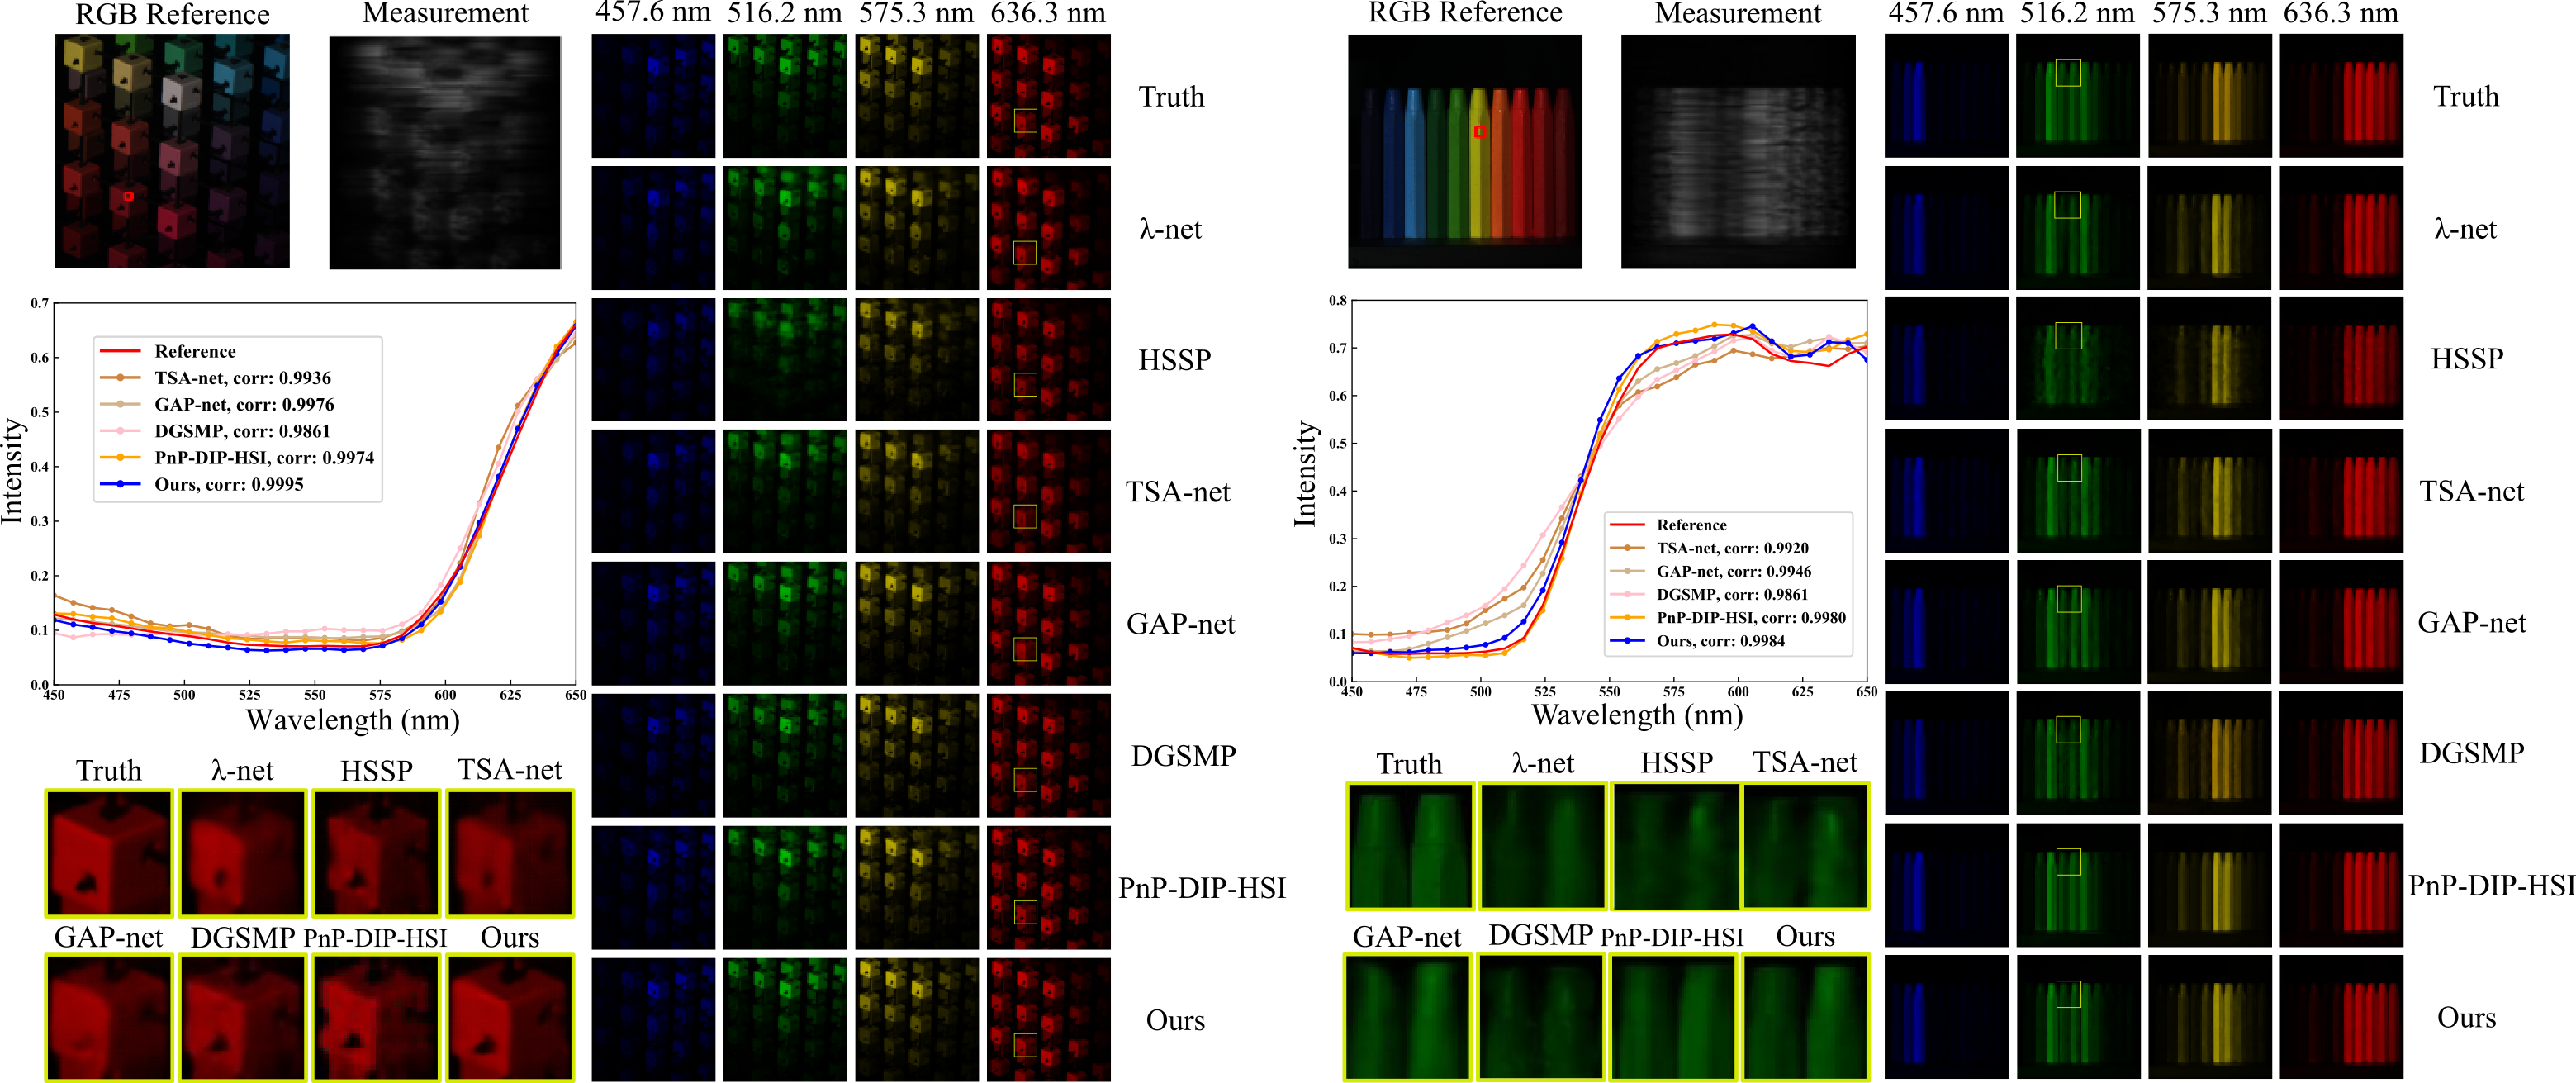 RGB Reference
Measurement
457.6 nm 516.2 nm 575.3 nm 636.3 nm
Truth
λ-net
HSSP
TSA-net
GAP-net
DGSMP
PnP-DIP-HSI
Ours
0.7
0.6
0.5
0.4
0.3
0.2
0.1
0.0
Intensity
Reference
TSA-net, corr: 0.9936
GAP-net, corr: 0.9976
DGSMP, corr: 0.9861
PnP-DIP-HSI, corr: 0.9974
Ours, corr: 0.9995
450 475 500 525 550 575 600 625 650
Wavelength (nm)
Truth λ-net HSSP TSA-net
GAP-net DGSMP PnP-DIP-HSI Ours
RGB Reference
Measurement
457.6 nm 516.2 nm 575.3 nm 636.3 nm
Truth
λ-net
HSSP
TSA-net
GAP-net
DGSMP
PnP-DIP-HSI
Ours
0.8
0.7
0.6
0.5
0.4
0.3
0.2
0.1
0.0
Intensity
Reference
TSA-net, corr: 0.9920
GAP-net, corr: 0.9946
DGSMP, corr: 0.9861
PnP-DIP-HSI, corr: 0.9980
Ours, corr: 0.9984
450 475 500 525 550 575 600 625 650
Wavelength (nm)
Truth λ-net HSSP TSA-net
GAP-net DGSMP PnP-DIP-HSI Ours